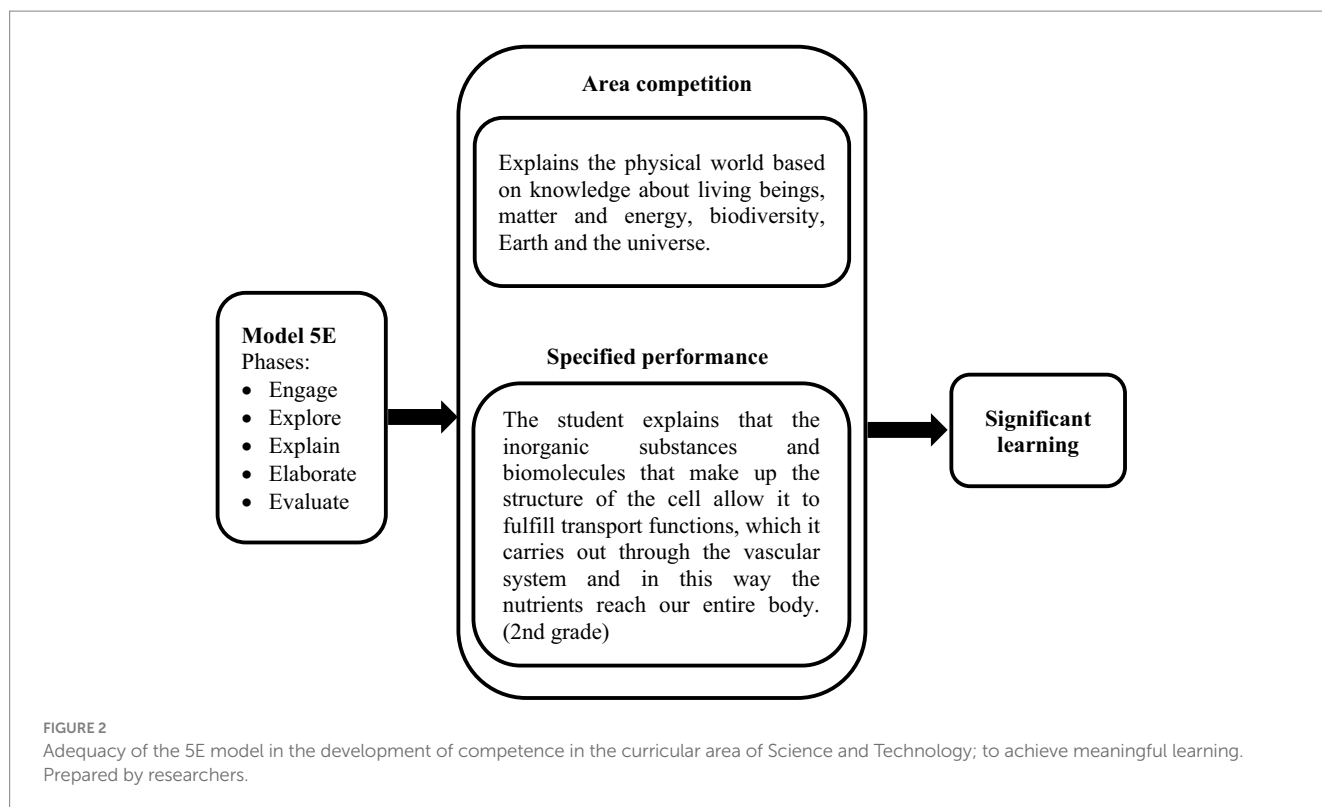 Area competition
Explains the physical world based
on knowledge about living beings,
matter and energy, biodiversity,
Earth and the universe.
Model 5E
Phases:
• Engage
• Explore
• Explain
• Elaborate
• Evaluate
Specified performance
The student explains that the
inorganic substances and
biomolecules that make up the
structure of the cell allow it to
fulfill transport functions, which it
carries out through the vascular
system and in this way the
nutrients reach our entire body.
(2nd grade)
Significant
learning
FIGURE 2
Adequacy of the 5E model in the development of competence in the curricular area of Science and Technology; to achieve meaningful learning.
Prepared by researchers.